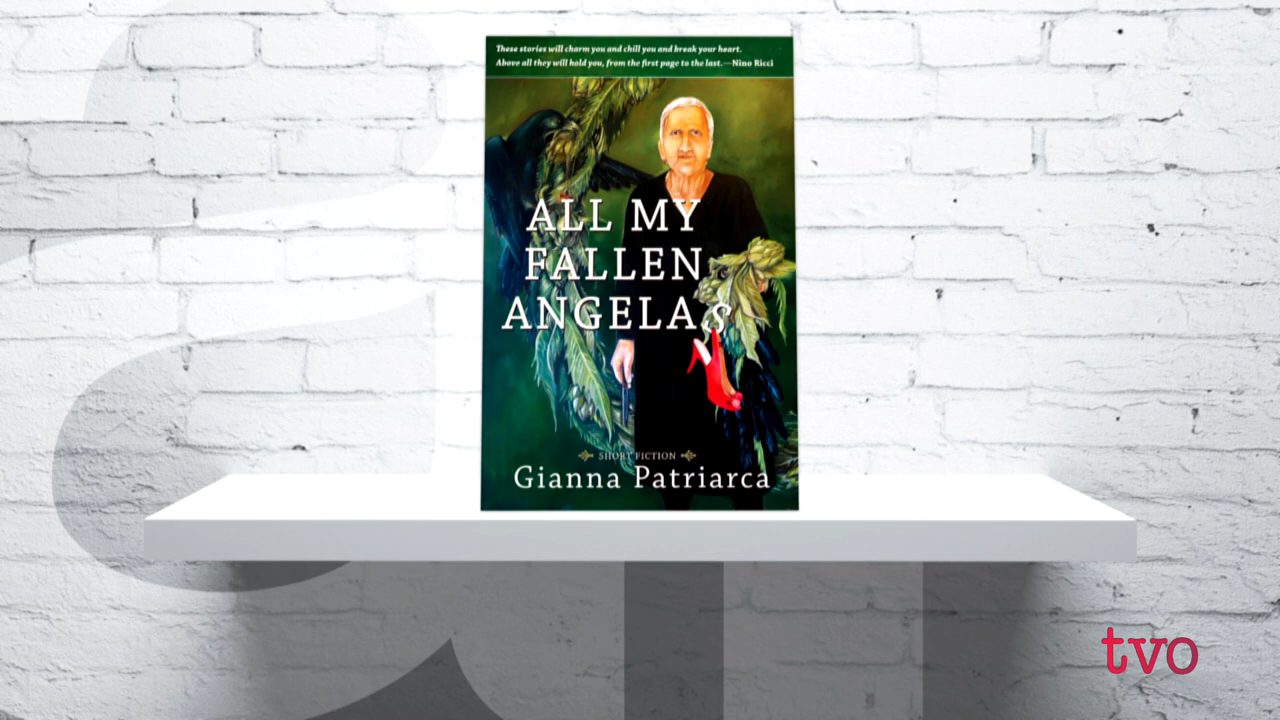 These stories will charm you and chill you and break your heart.
Above all they will hold you, from the first page to the last.—Nino Ricci
ALL MY
FALLEN
ANGELAS
SHORT FICTION
Gianna Patriarca
tvo